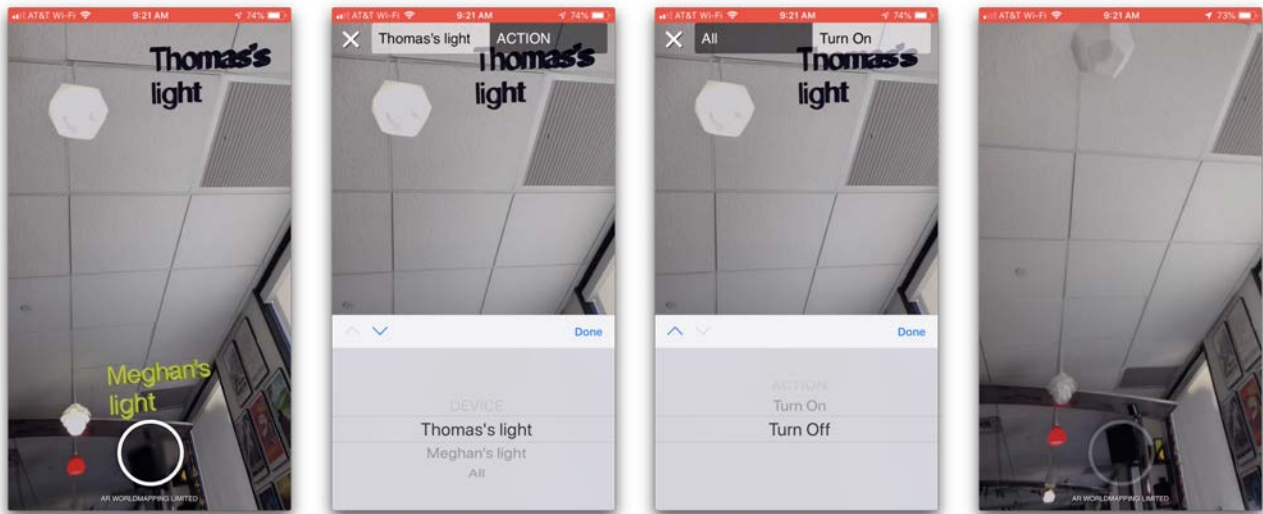 AT&T Wi-Fi 9:21 AM 74%
Thomas's
light
Meghan's
light
AR WORLDMAPPING LIMITED
AT&T Wi-Fi 9:21 AM 74%
Thomas's light ACTION
Thomas's
light
Done
DEVICE
Thomas's light
Meghan's light
All
AT&T Wi-Fi 9:21 AM 74%
All Turn On
Thomas's
light
Done
ACTION
Turn On
Turn Off
AT&T Wi-Fi 9:21 AM 73%
AR WORLDMAPPING LIMITED